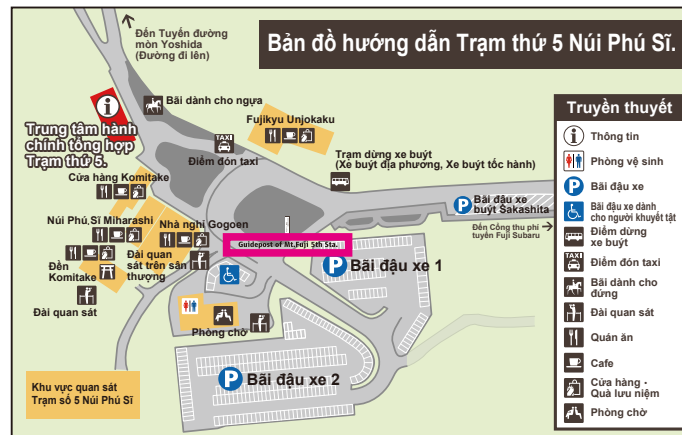 Bản đồ hướng dẫn Trạm thứ 5 Núi Phú Sĩ.
Đến Tuyến đường
mòn Yoshida
(Đường đi lên)
Bãi dành cho ngựa
Trung tâm hành
chính tổng hợp
Trạm thứ 5.
Fujikyu Unjokaku
TAXI
Điểm đón taxi
Trạm dừng xe buýt
(Xe buýt địa phương, Xe buýt tốc hành)
Cửa hàng Komitake
Núi Phú,Sĩ Miharashi
Nhà nghỉ Gogoen
Đài quan
sát trên sân
thượng
Đền
Komitake
Đài quan sát
Guidepost of Mt.Fuji 5th Sta.
P Bãi đậu xe 1
P Bãi đậu
xe buýt Sakashita
Đến Cổng thu phí
tuyến Fuji Subaru
Phòng chờ
P Bãi đậu xe 2
Khu vực quan sát
Trạm số 5 Núi Phú Sĩ
Truyền thuyết
i Thông tin
Phòng vệ sinh
P Bãi đậu xe
Bãi đậu xe dành
cho người khuyết tật
Điểm dừng
xe buýt
TAXI Điểm đón taxi
Bãi dành cho
đứng
Đài quan sát
Quán ăn
Cafe
Cửa hàng ·
Quà lưu niệm
Phòng chờ